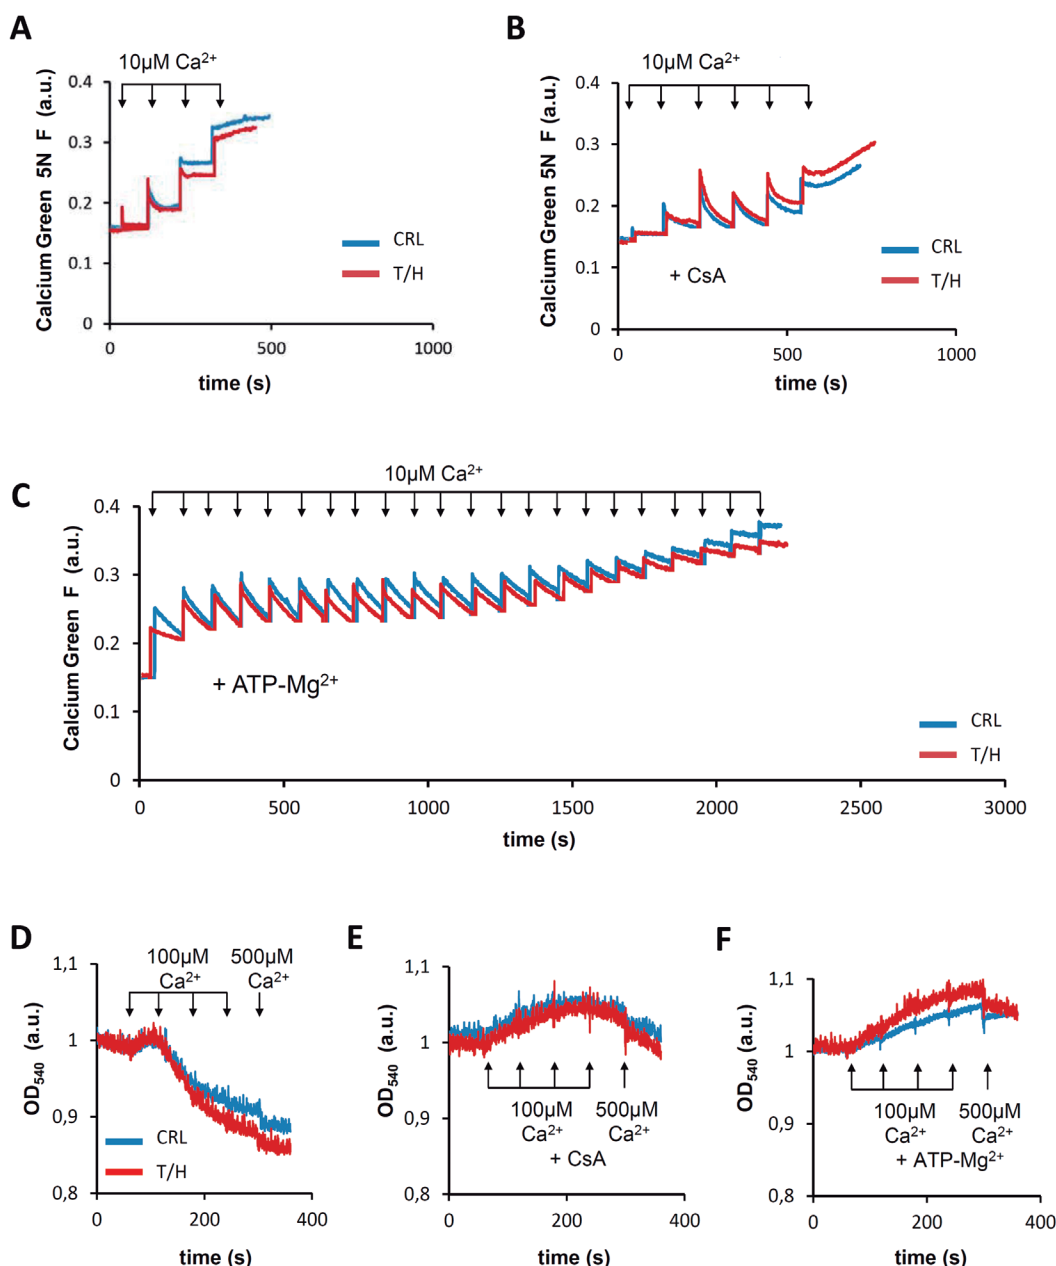 A
10µM Ca²⁺
Calcium Green 5N F (a.u.)
0.4
0.3
0.2
0.1
0
CRL
T/H
0 500 1000
time (s)
B
10µM Ca²⁺
Calcium Green 5N F (a.u.)
0.4
0.3
0.2
0.1
0
CRL
T/H
+ CsA
0 500 1000
time (s)
C
10µM Ca²⁺
Calcium Green F (a.u.)
0.4
0.3
0.2
0.1
0
+ ATP-Mg²⁺
CRL
T/H
0 500 1000 1500 2000 2500 3000
time (s)
D
100µM 500µM
Ca²⁺ Ca²⁺
OD₅₄₀ (a.u.)
1,1
1
0,9
0,8
CRL
T/H
0 200 400
time (s)
E
OD₅₄₀ (a.u.)
1,1
1
0,9
0,8
100µM 500µM
Ca²⁺ Ca²⁺
+ CsA
0 200 400
time (s)
F
OD₅₄₀ (a.u.)
1,1
1
0,9
0,8
100µM 500µM
Ca²⁺ Ca²⁺
+ ATP-Mg²⁺
0 200 400
time (s)